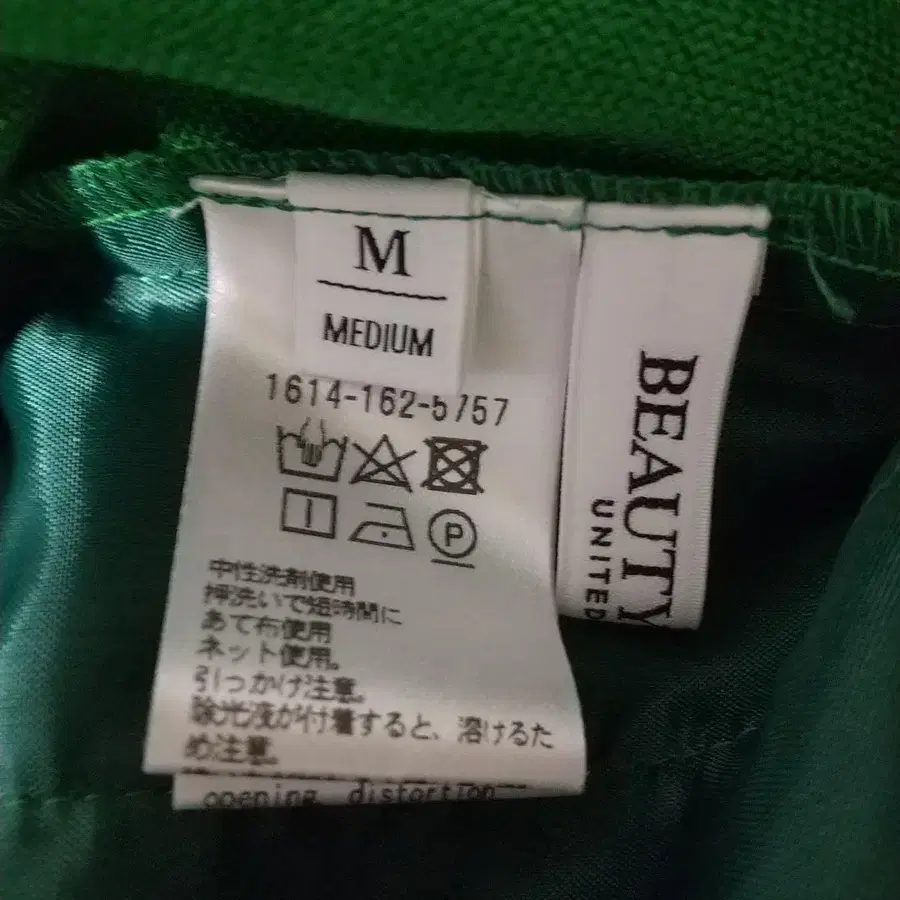 M
MEDIUM
1614-162-5757
P
中性洗剤使用
押洗いで短時間に
あて布使用
ネット使用。
引っかけ注意。
除光液が付着すると、溶けるた
め注意。
opening distortion
BEAUTY
UNITED